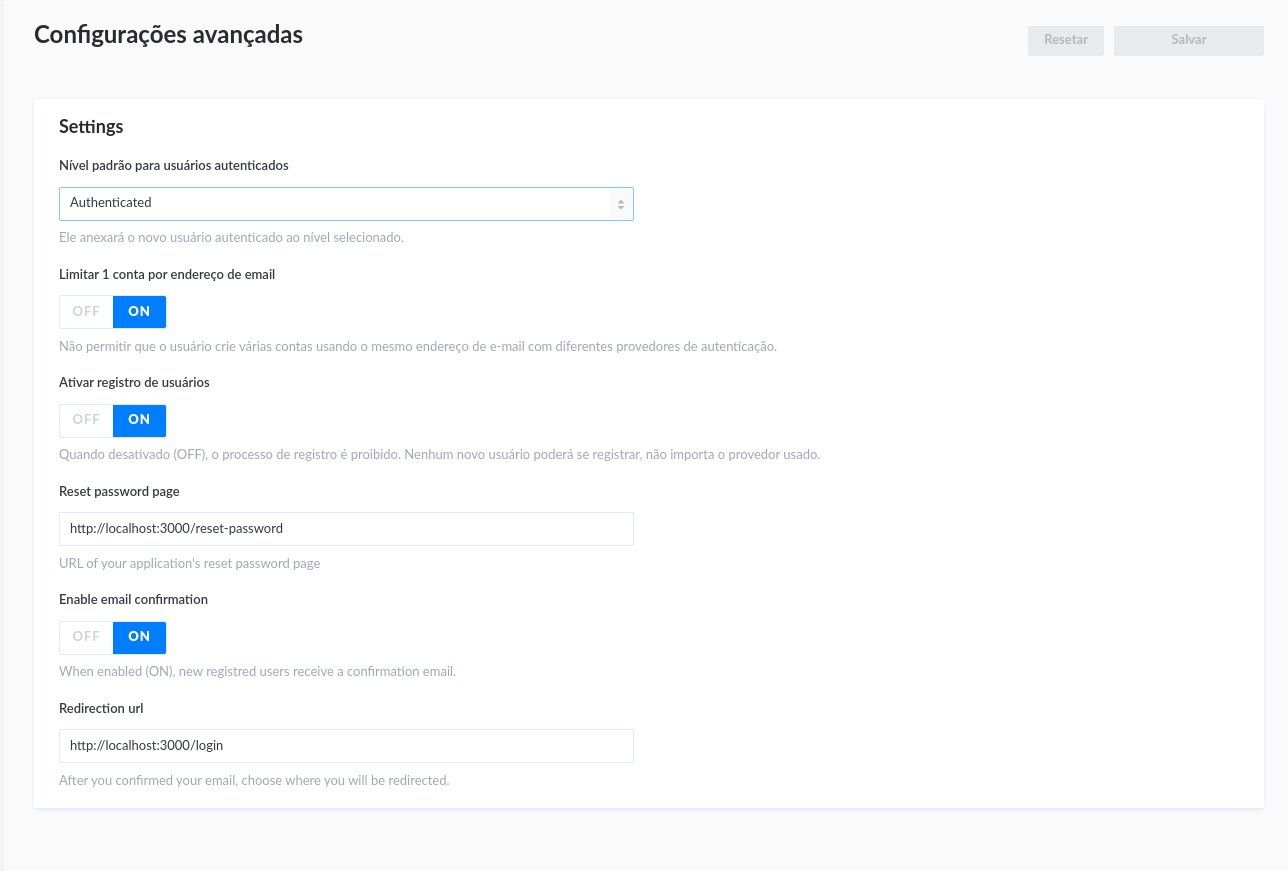 Configurações avançadas
Resetar
Salvar
Settings
Nível padrão para usuários autenticados
Authenticated
Ele anexará o novo usuário autenticado ao nível selecionado.
Limitar 1 conta por endereço de email
OFF ON
Não permitir que o usuário crie várias contas usando o mesmo endereço de e-mail com diferentes provedores de autenticação.
Ativar registro de usuários
OFF ON
Quando desativado (OFF), o processo de registro é proibido. Nenhum novo usuário poderá se registrar, não importa o provedor usado.
Reset password page
http://localhost:3000/reset-password
URL of your application's reset password page
Enable email confirmation
OFF ON
When enabled (ON), new registred users receive a confirmation email.
Redirection url
http://localhost:3000/login
After you confirmed your email, choose where you will be redirected.